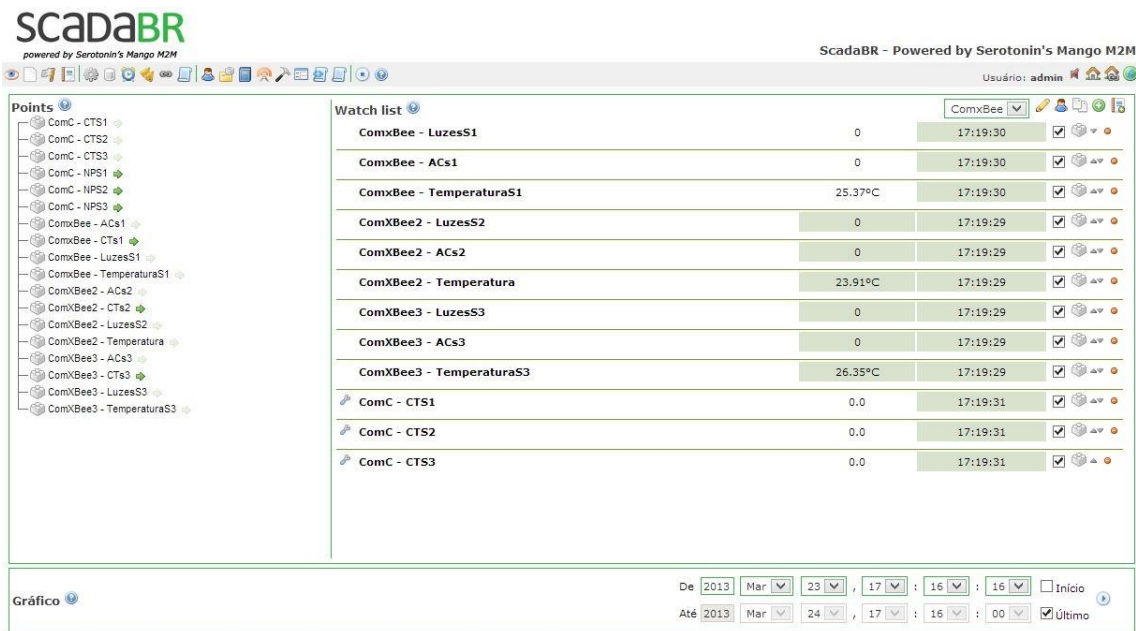 SCADABR
powered by Serotonin's Mango M2M
ScadaBR - Powered by Serotonin's Mango M2M
Usuário: admin
Points
ComC - CTS1
ComC - CTS2
ComC - CTS3
ComC - NPS1
ComC - NPS2
ComC - NPS3
ComxBee - ACs1
ComxBee - CTs1
ComxBee - LuzesS1
ComxBee - TemperaturaS1
ComXBee2 - ACs2
ComXBee2 - CTs2
ComXBee2 - LuzesS2
ComXBee2 - Temperatura
ComXBee3 - ACs3
ComXBee3 - CTs3
ComXBee3 - LuzesS3
ComXBee3 - TemperaturaS3
Watch list ComxBee
ComxBee - LuzesS1 0 17:19:30
ComxBee - ACs1 0 17:19:30
ComxBee - TemperaturaS1 25.37ºC 17:19:30
ComXBee2 - LuzesS2 0 17:19:29
ComXBee2 - ACs2 0 17:19:29
ComXBee2 - Temperatura 23.91ºC 17:19:29
ComXBee3 - LuzesS3 0 17:19:29
ComXBee3 - ACs3 0 17:19:29
ComXBee3 - TemperaturaS3 26.35ºC 17:19:29
ComC - CTS1 0.0 17:19:31
ComC - CTS2 0.0 17:19:31
ComC - CTS3 0.0 17:19:31
Gráfico
De 2013 Mar 23 , 17 : 16 : 16 Início
Até 2013 Mar 24 , 17 : 16 : 00 Último